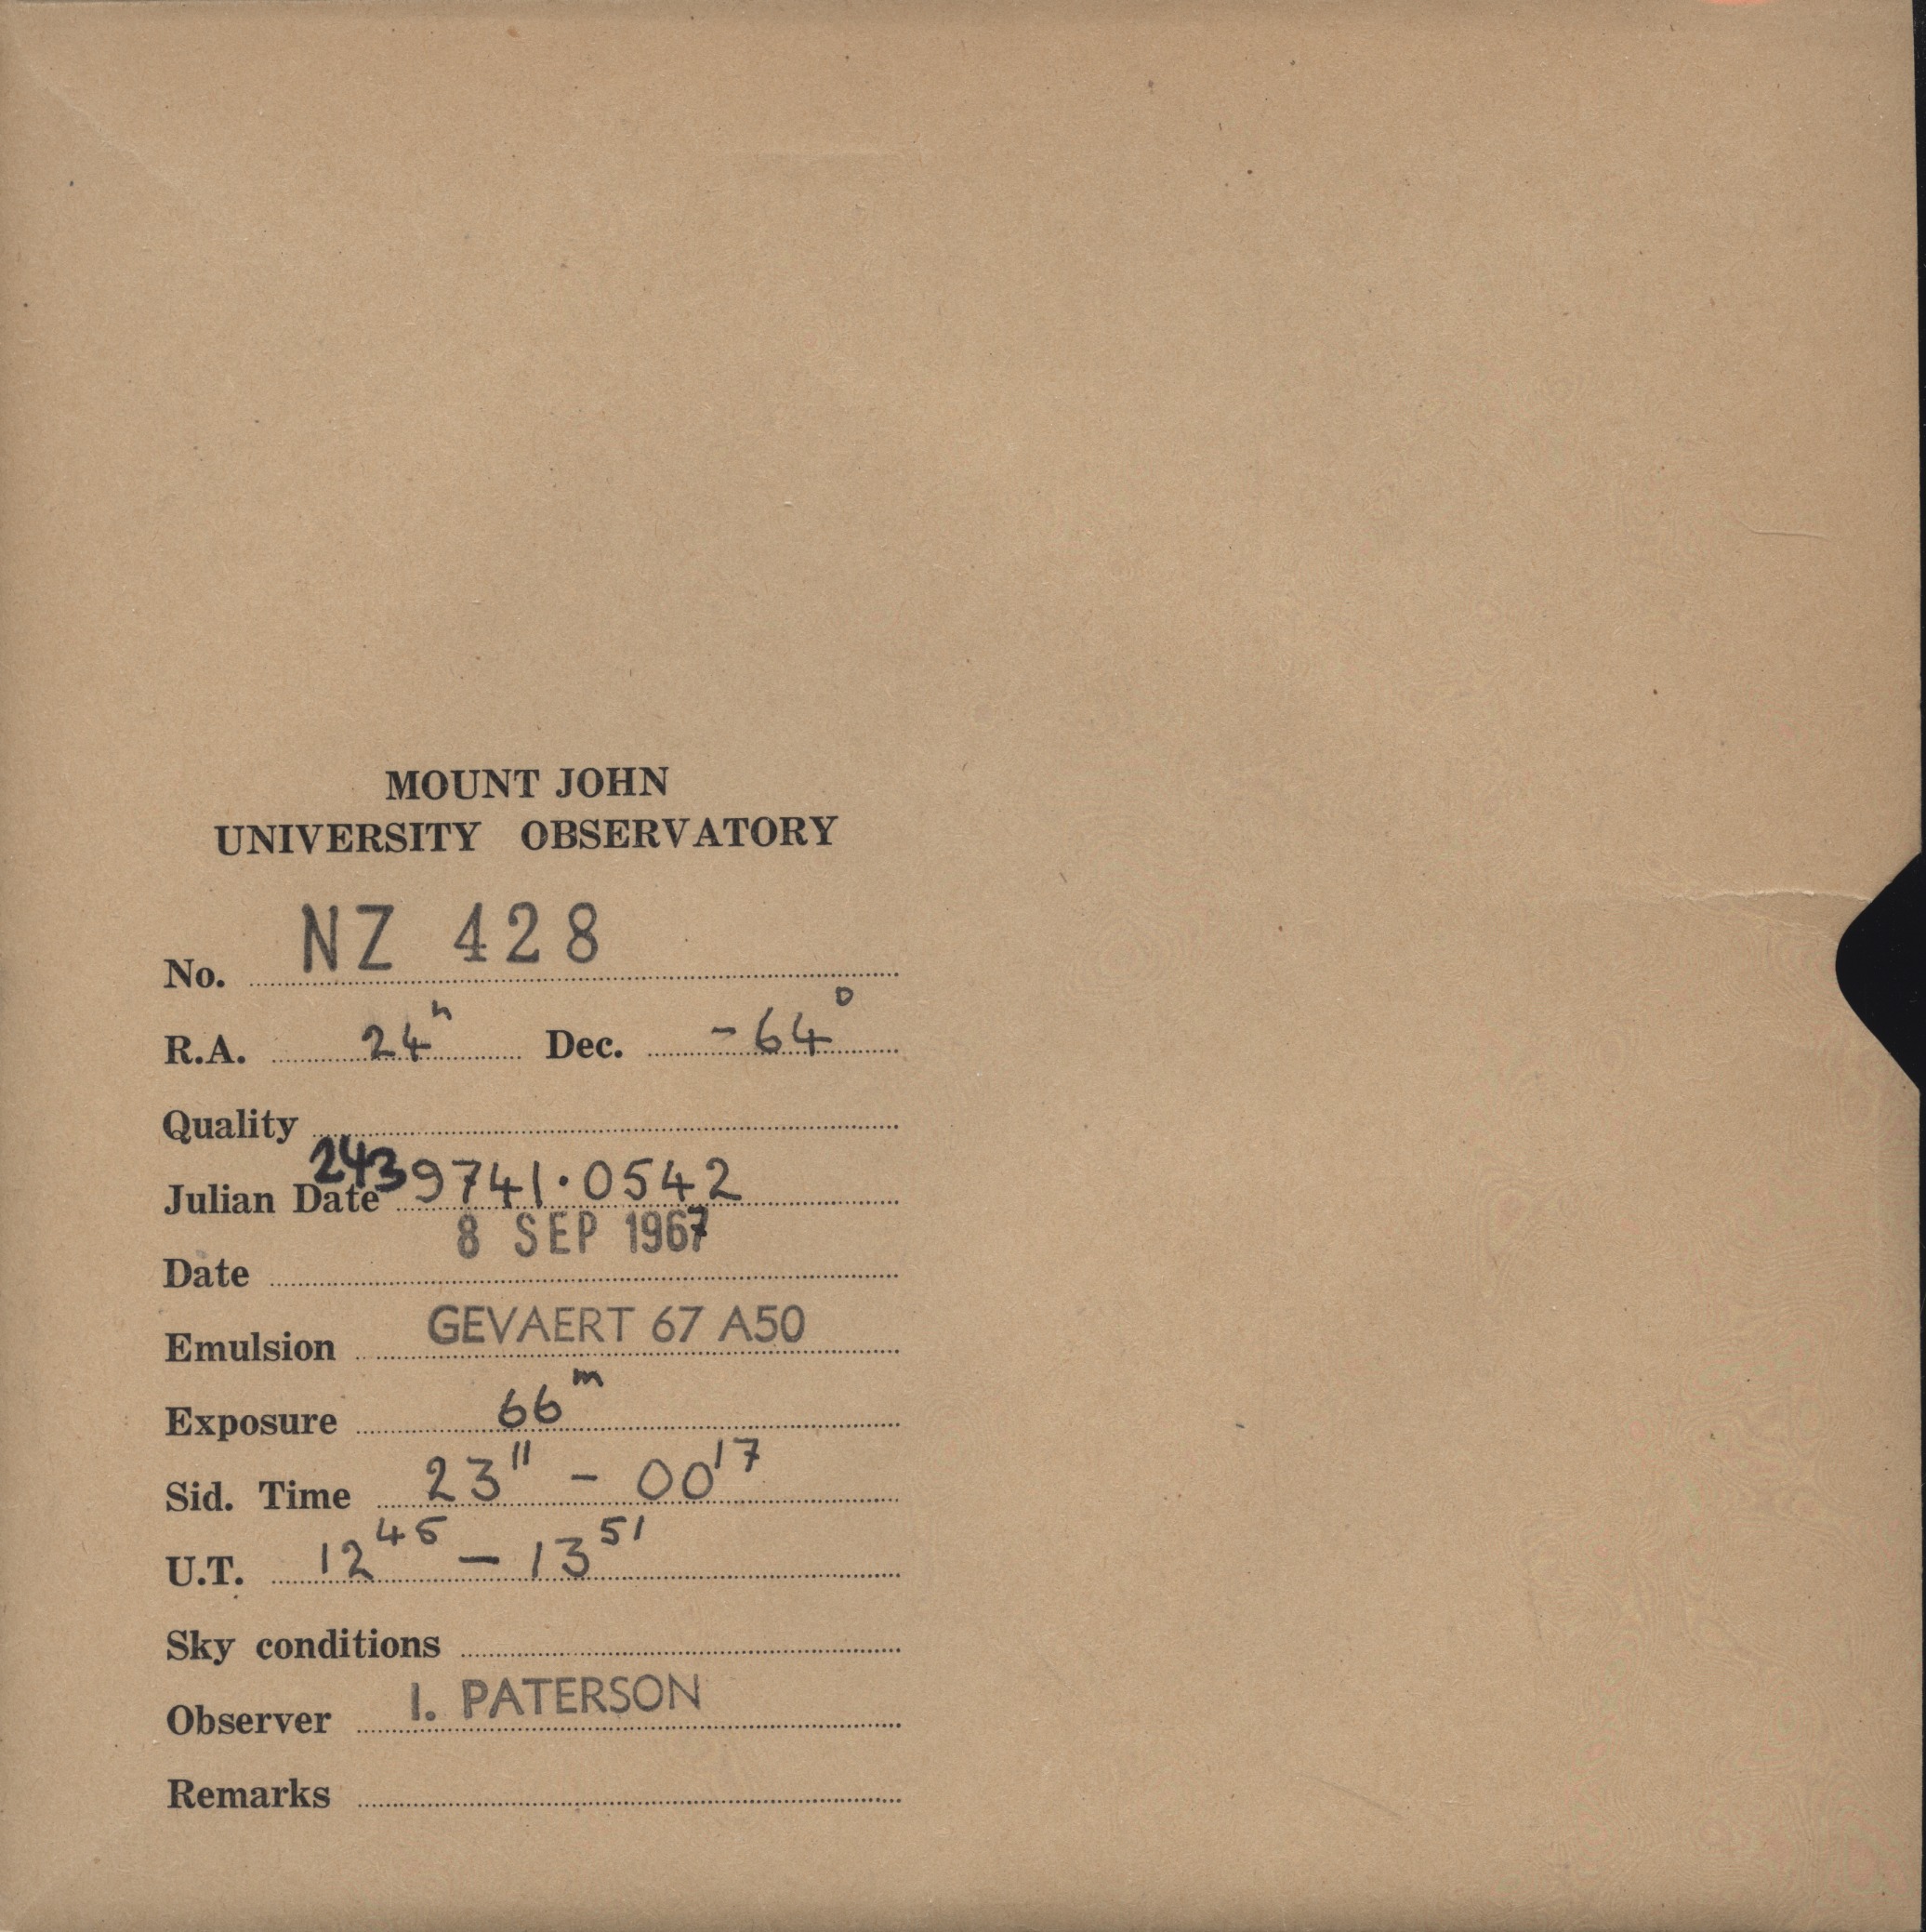 MOUNT JOHN
UNIVERSITY OBSERVATORY
No. NZ 428
R.A. 24h Dec. -64°
Quality
Julian Date 2439741.0542
Date 8 SEP 1967
Emulsion GEVAERT 67 A50
Exposure 66m
Sid. Time 23 11 - 00 17
U.T. 12 45 - 13 51
Sky conditions
Observer I. PATERSON
Remarks